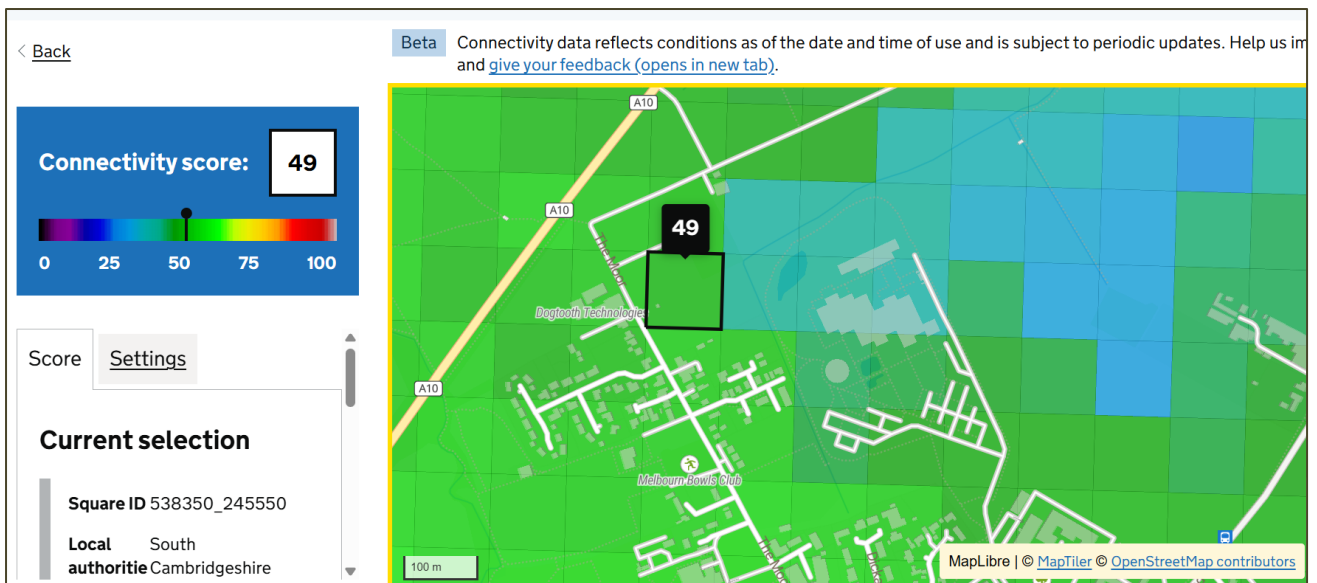 Back
Beta
Connectivity data reflects conditions as of the date and time of use and is subject to periodic updates. Help us im
and give your feedback (opens in new tab).
Connectivity score:
49
0 25 50 75 100
Score
Settings
Current selection
Square ID 538350_245550
Local South
authoritie Cambridgeshire
A10
A10
49
The Moor
Dogtooth Technologies
A10
Melbourn Bowls Club
The Moo
Dicka
100 m
MapLibre | © MapTiler © OpenStreetMap contributors